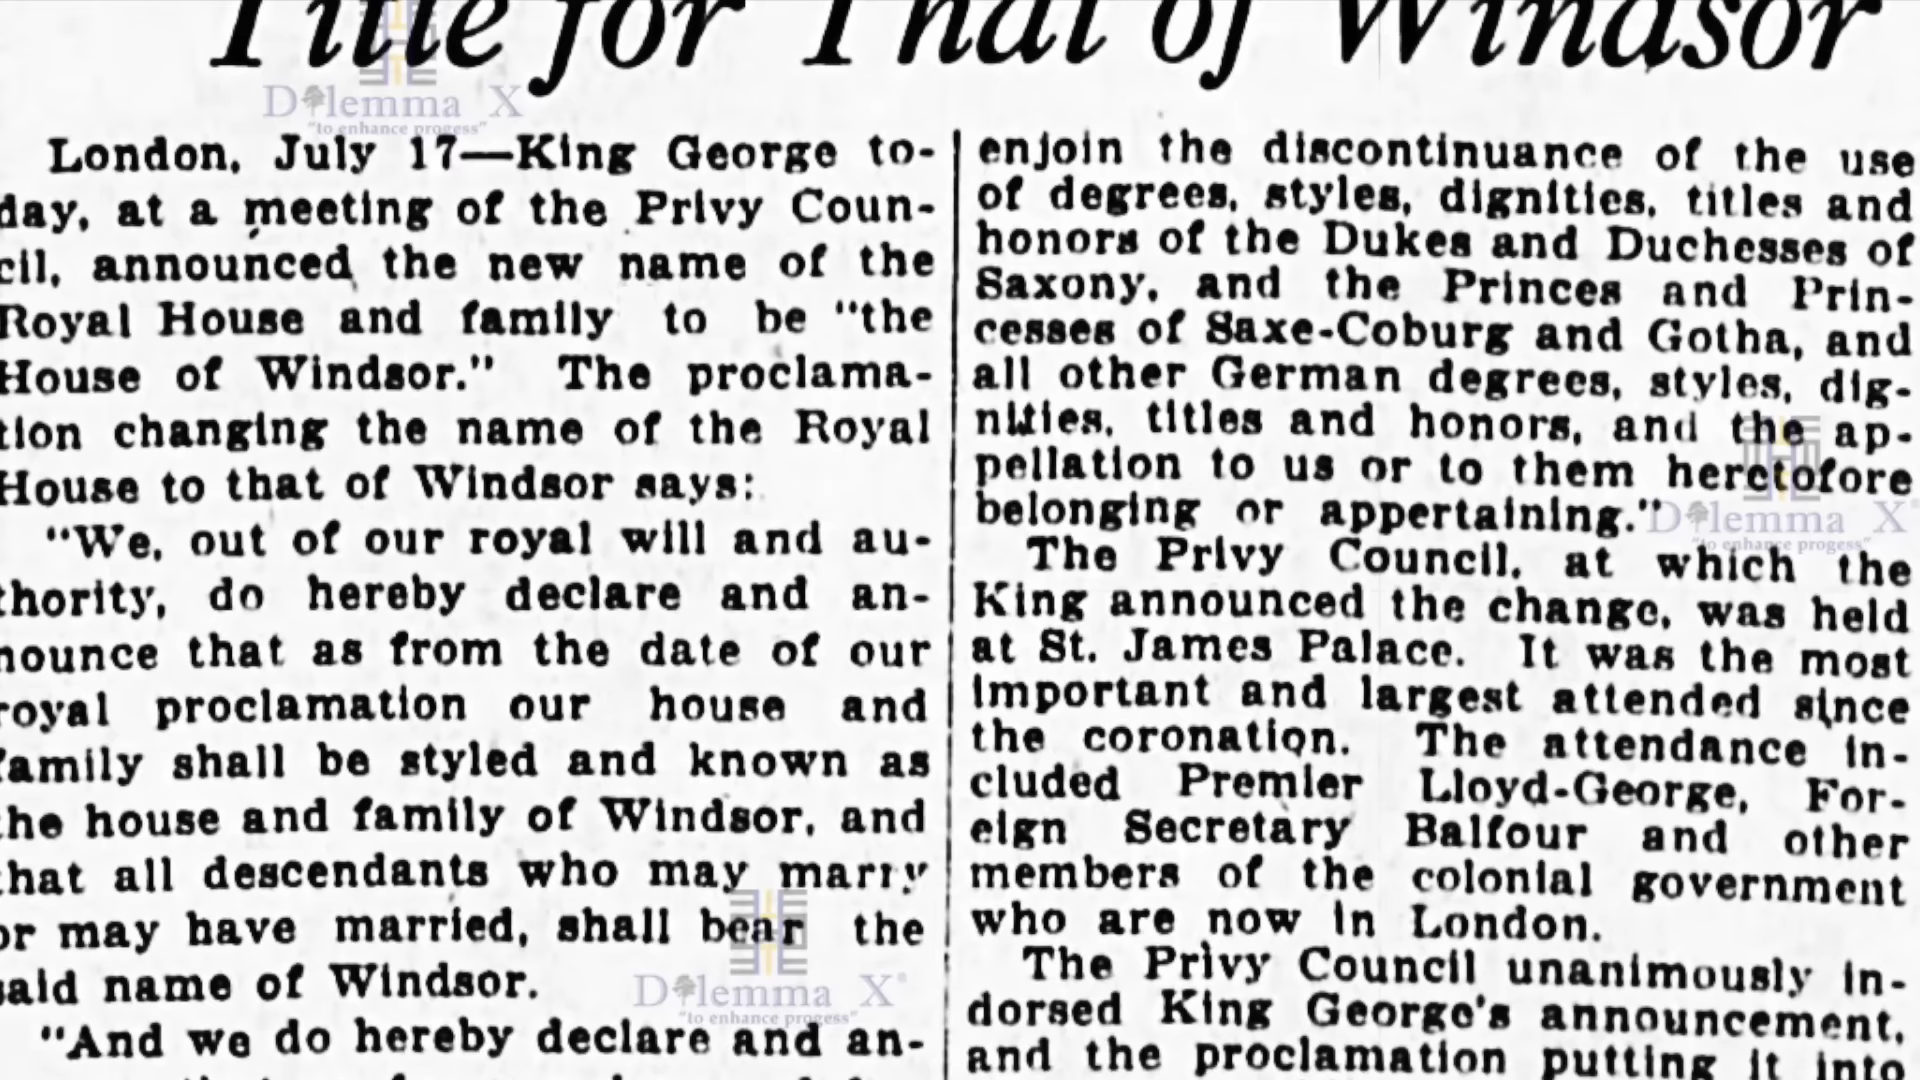 Title for That of Windsor
London, July 17—King George to-
day, at a meeting of the Privy Coun-
cil, announced the new name of the
Royal House and family to be "the
House of Windsor." The proclama-
tion changing the name of the Royal
House to that of Windsor says:
"We, out of our royal will and au-
thority, do hereby declare and an-
nounce that as from the date of our
royal proclamation our house and
family shall be styled and known as
the house and family of Windsor, and
that all descendants who may marry
or may have married, shall bear the
said name of Windsor.
"And we do hereby declare and an-
enjoin the discontinuance of the use
of degrees, styles, dignities, titles and
honors of the Dukes and Duchesses of
Saxony, and the Princes and Prin-
cesses of Saxe-Coburg and Gotha, and
all other German degrees, styles, dig-
nities, titles and honors, and the ap-
pellation to us or to them heretofore
belonging or appertaining."
The Privy Council, at which the
King announced the change, was held
at St. James Palace. It was the most
important and largest attended since
the coronation. The attendance in-
cluded Premier Lloyd-George, For-
eign Secretary Balfour and other
members of the colonial government
who are now in London.
The Privy Council unanimously in-
dorsed King George's announcement,
and the proclamation putting it into
Dilemma X
"to enhance progess"
Dilemma X
"to enhance progess"
Dilemma X
"to enhance progess"